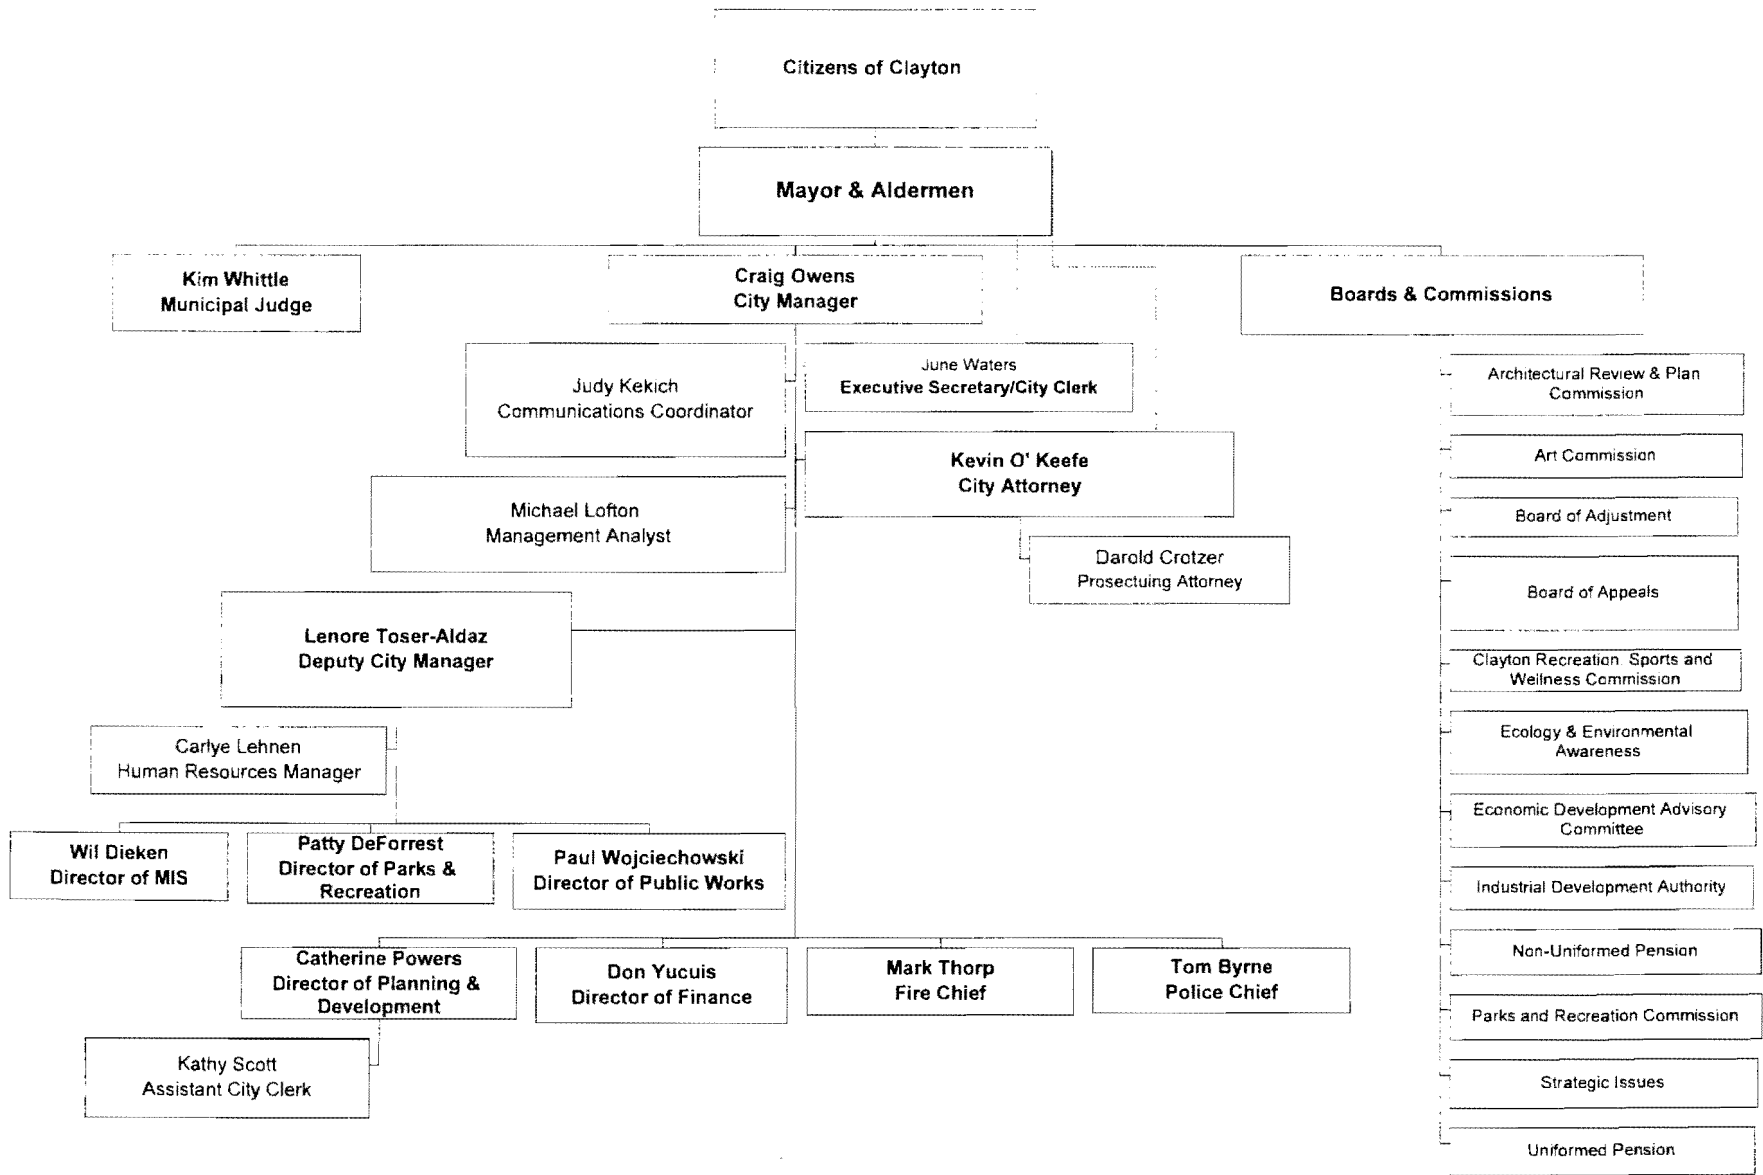 Citizens of Clayton
Mayor & Aldermen
Kim Whittle
Municipal Judge
Craig Owens
City Manager
Boards & Commissions
Judy Kekich
Communications Coordinator
June Waters
Executive Secretary/City Clerk
Kevin O' Keefe
City Attorney
Michael Lofton
Management Analyst
Darold Crotzer
Prosectuing Attorney
Lenore Toser-Aldaz
Deputy City Manager
Carlye Lehnen
Human Resources Manager
Wil Dieken
Director of MIS
Patty DeForrest
Director of Parks &
Recreation
Paul Wojciechowski
Director of Public Works
Catherine Powers
Director of Planning &
Development
Don Yucuis
Director of Finance
Mark Thorp
Fire Chief
Tom Byrne
Police Chief
Kathy Scott
Assistant City Clerk
Architectural Review & Plan
Commission
Art Commission
Board of Adjustment
Board of Appeals
Clayton Recreation, Sports and
Wellness Commission
Ecology & Environmental
Awareness
Economic Development Advisory
Committee
Industrial Development Authority
Non-Uniformed Pension
Parks and Recreation Commission
Strategic Issues
Uniformed Pension